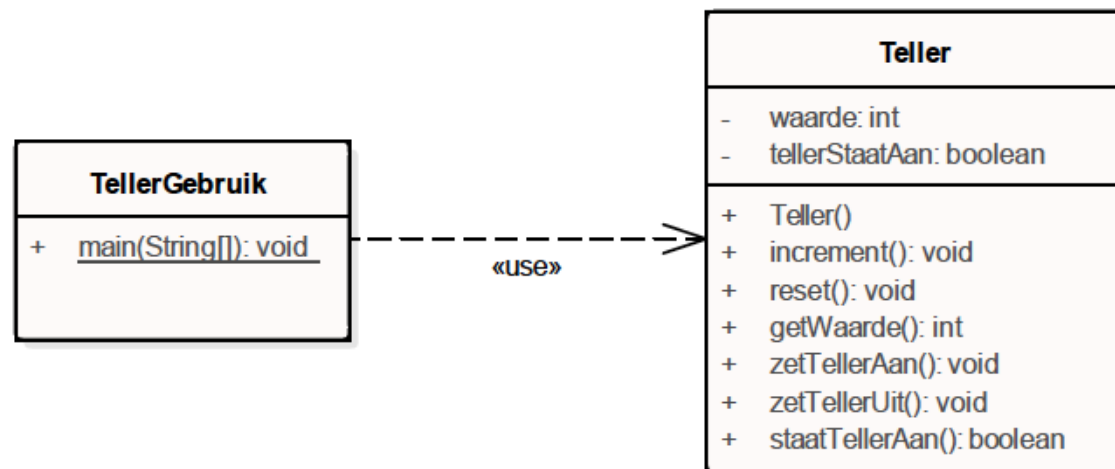 TellerGebruik
+ main(String[]): void
«use»
Teller
- waarde: int
- tellerStaatAan: boolean
+ Teller()
+ increment(): void
+ reset(): void
+ getWaarde(): int
+ zetTellerAan(): void
+ zetTellerUit(): void
+ staatTellerAan(): boolean